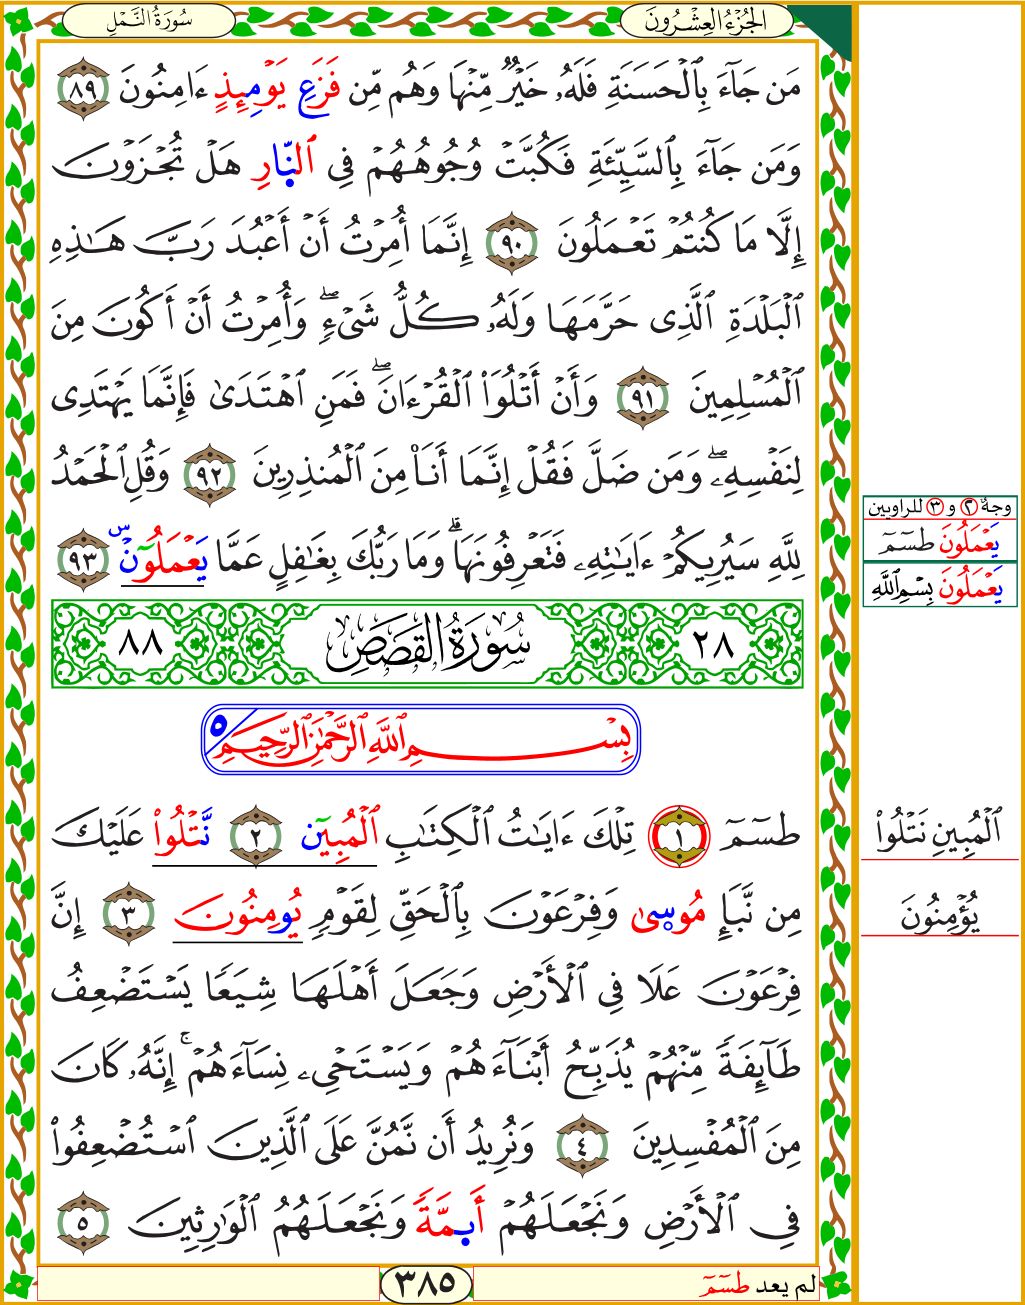 الجُزْءُ العِشْرُونَ
سُورَةُ النَّمْلِ
مَن جَآءَ بِٱلْحَسَنَةِ فَلَهُۥ خَيْرٌ مِّنْهَا وَهُم مِّن فَزَعِ يَوْمِئِذٍ ءَامِنُونَ ٨٩
وَمَن جَآءَ بِٱلسَّيِّئَةِ فَكُبَّتْ وُجُوهُهُمْ فِى ٱلنّارِ هَلْ تُجْزَوْنَ
إِلَّا مَا كُنتُمْ تَعْمَلُونَ ٩٠ إِنَّمَا أُمِرْتُ أَنْ أَعْبُدَ رَبَّ هَٰذِهِ
ٱلْبَلْدَةِ ٱلَّذِى حَرَّمَهَا وَلَهُۥ كُلُّ شَىْءٍۖ وَأُمِرْتُ أَنْ أَكُونَ مِنَ
ٱلْمُسْلِمِينَ ٩١ وَأَنْ أَتْلُوَا۟ ٱلْقُرْءَانَۖ فَمَنِ ٱهْتَدَىٰ فَإِنَّمَا يَهْتَدِى
لِنَفْسِهِۦۖ وَمَن ضَلَّ فَقُلْ إِنَّمَا أَنَا۠ مِنَ ٱلْمُنذِرِينَ ٩٢ وَقُلِ ٱلْحَمْدُ
لِلَّهِ سَيُرِيكُمْ ءَايَٰتِهِۦ فَتَعْرِفُونَهَاۚ وَمَا رَبُّكَ بِغَٰفِلٍ عَمَّا يَعْمَلُوٓنْۜ ٩٣
وجهٌ ٢ و ٣ للراويين
يَعْمَلُونَ طسٓمٓ
يَعْمَلُونَ بِسْمِ ٱللَّهِ
٢٨ سُورَةُ القَصَصِ ٨٨
بِسْمِ ٱللَّهِ ٱلرَّحْمَٰنِ ٱلرَّحِيمِ ٥
طسٓمٓ ١ تِلْكَ ءَايَٰتُ ٱلْكِتَٰبِ ٱلْمُبِيٓن ٢ نَّتْلُوا۟ عَلَيْكَ
ٱلْمُبِينِ نَتْلُوا۟
مِن نَّبَإِ مُوسِىٰ وَفِرْعَوْنَ بِٱلْحَقِّ لِقَوْمٍ يُومِنُونَ ٣ إِنَّ
يُؤْمِنُونَ
فِرْعَوْنَ عَلَا فِى ٱلْأَرْضِ وَجَعَلَ أَهْلَهَا شِيَعًا يَسْتَضْعِفُ
طَآئِفَةً مِّنْهُمْ يُذَبِّحُ أَبْنَآءَهُمْ وَيَسْتَحْىِۦ نِسَآءَهُمْۚ إِنَّهُۥ كَانَ
مِنَ ٱلْمُفْسِدِينَ ٤ وَنُرِيدُ أَن نَّمُنَّ عَلَى ٱلَّذِينَ ٱسْتُضْعِفُوا۟
فِى ٱلْأَرْضِ وَنَجْعَلَهُمْ أَيِمَّةً وَنَجْعَلَهُمُ ٱلْوَٰرِثِينَ ٥
لم يعد طسٓمٓ
٣٨٥